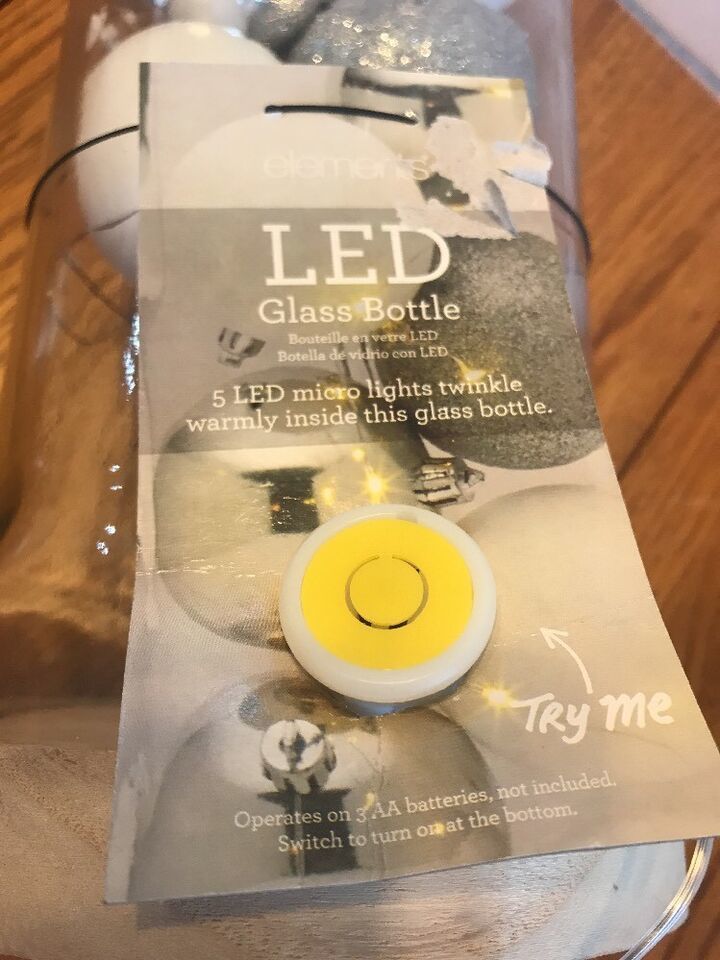 elements
LED
Glass Bottle
Bouteille en verre LED
Botella de vidrio con LED
5 LED micro lights twinkle
warmly inside this glass bottle.
Try me
Operates on 3 AA batteries, not included.
Switch to turn on at the bottom.